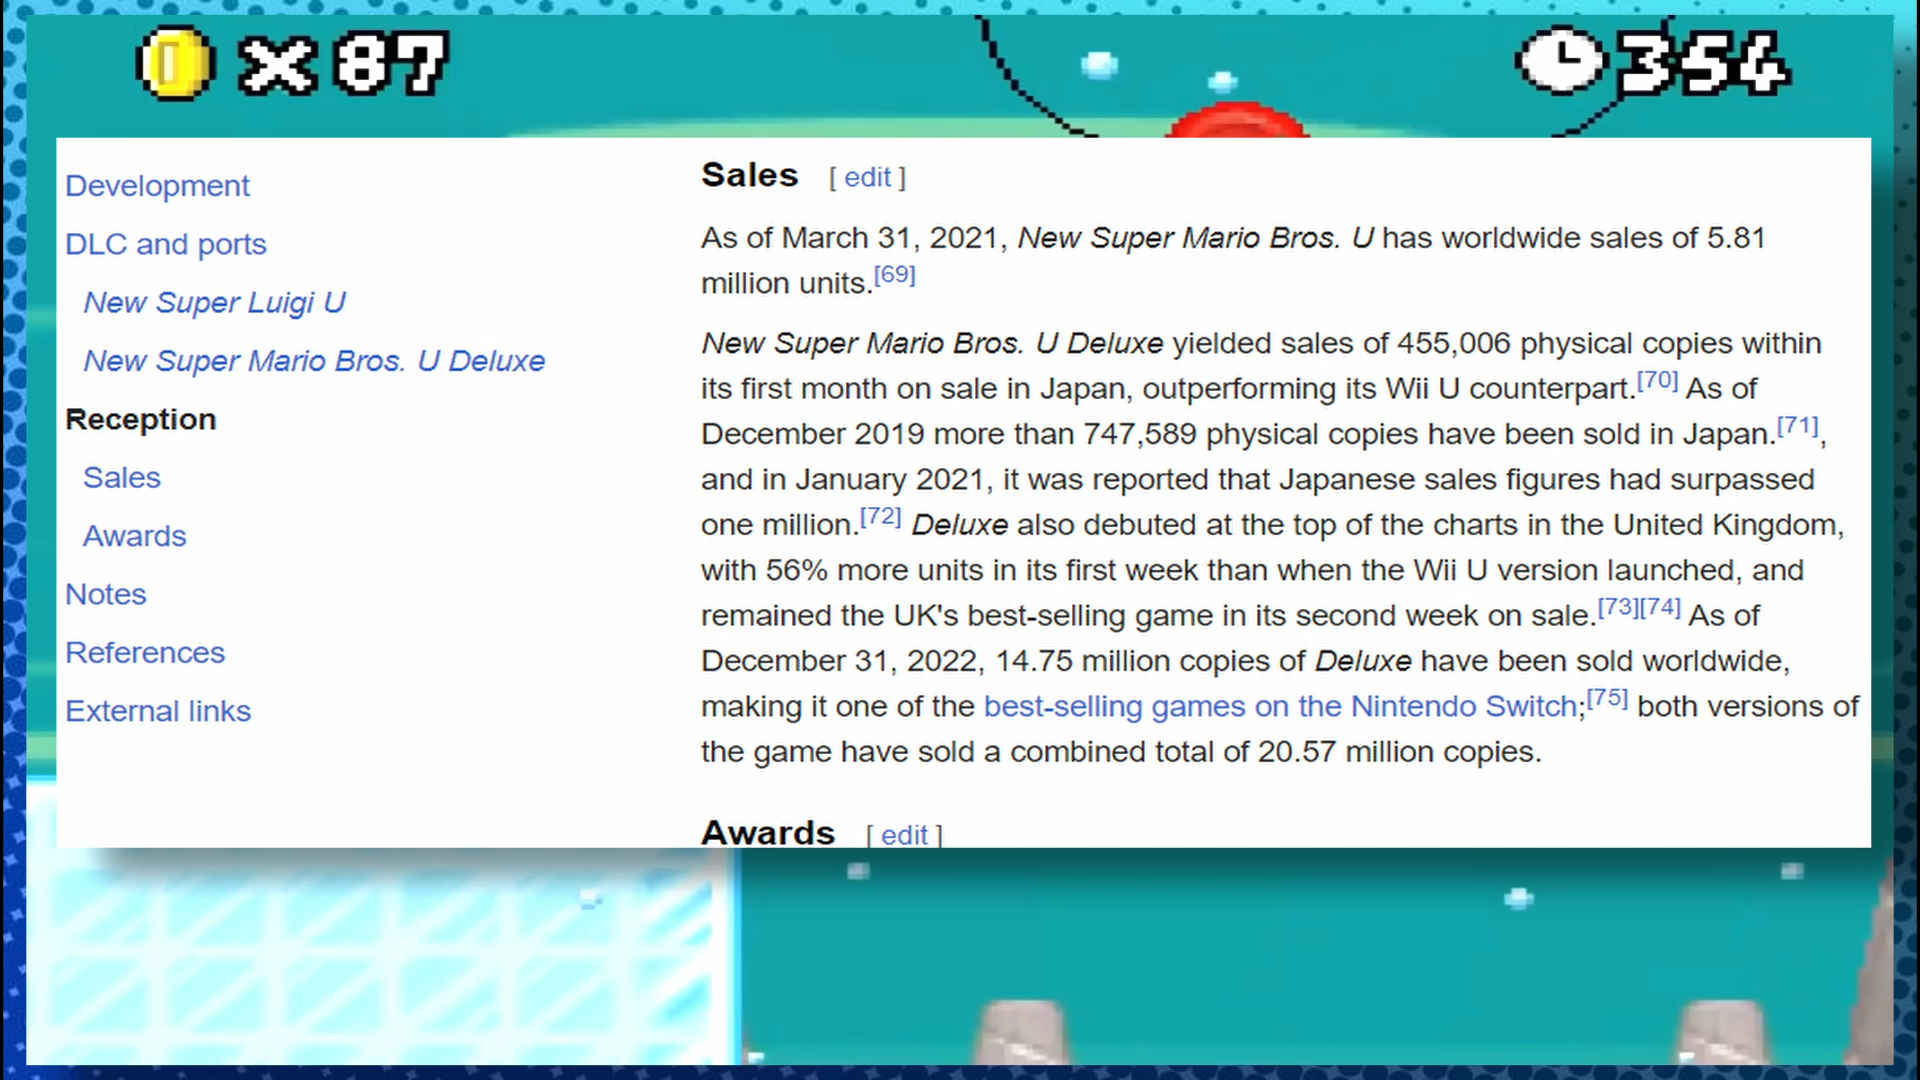 × 87
354
Development
DLC and ports
New Super Luigi U
New Super Mario Bros. U Deluxe
Reception
Sales
Awards
Notes
References
External links
Sales [ edit ]
As of March 31, 2021, New Super Mario Bros. U has worldwide sales of 5.81
million units.[69]
New Super Mario Bros. U Deluxe yielded sales of 455,006 physical copies within
its first month on sale in Japan, outperforming its Wii U counterpart.[70] As of
December 2019 more than 747,589 physical copies have been sold in Japan.[71],
and in January 2021, it was reported that Japanese sales figures had surpassed
one million.[72] Deluxe also debuted at the top of the charts in the United Kingdom,
with 56% more units in its first week than when the Wii U version launched, and
remained the UK's best-selling game in its second week on sale.[73][74] As of
December 31, 2022, 14.75 million copies of Deluxe have been sold worldwide,
making it one of the best-selling games on the Nintendo Switch;[75] both versions of
the game have sold a combined total of 20.57 million copies.
Awards [ edit ]